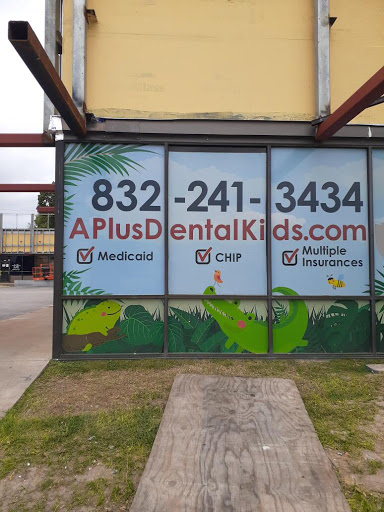 832-241-3434
APlusDentalKids.com
Medicaid
CHIP
Multiple
Insurances